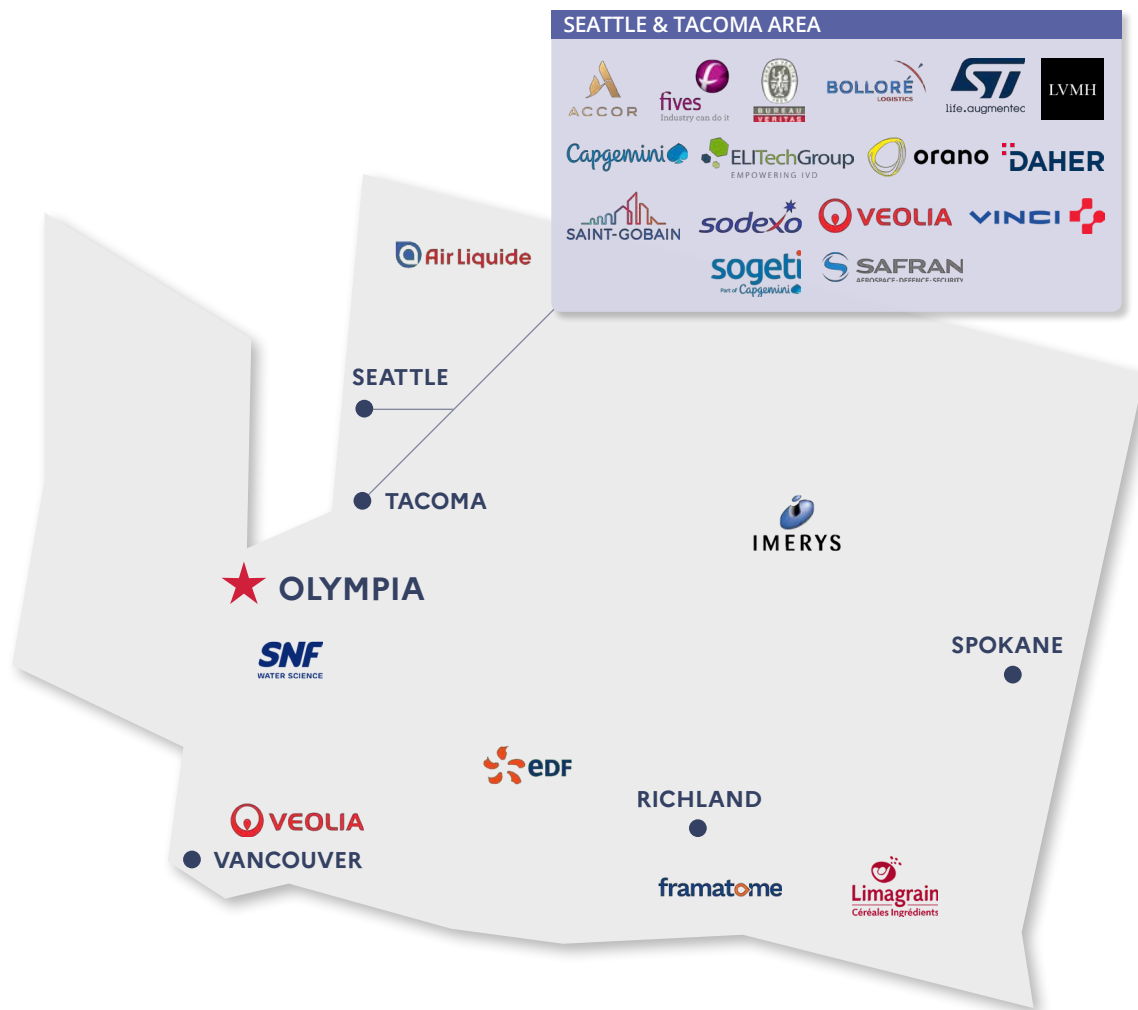 SEATTLE & TACOMA AREA
ACCOR
fives
Industry can do it
BUREAU
VERITAS
BOLLORÉ
LOGISTICS
ST
life.augmented
LVMH
Capgemini
ELITechGroup
EMPOWERING IVD
orano
DAHER
SAINT-GOBAIN
sodexo
VEOLIA
VINCI
sogeti
Part of Capgemini
SAFRAN
AEROSPACE·DEFENCE·SECURITY
Air Liquide
SEATTLE
TACOMA
IMERYS
OLYMPIA
SNF
WATER SCIENCE
SPOKANE
eDF
RICHLAND
VEOLIA
VANCOUVER
framatome
Limagrain
Céréales Ingrédients